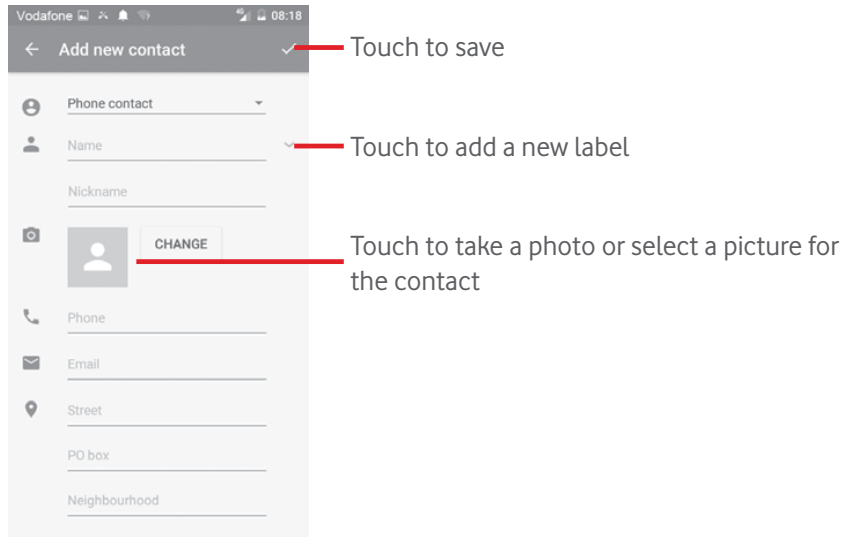 Vodafone 4G 08:18
Add new contact
Touch to save
Phone contact
Name
Touch to add a new label
Nickname
CHANGE
Touch to take a photo or select a picture for
the contact
Phone
Email
Street
PO box
Neighbourhood